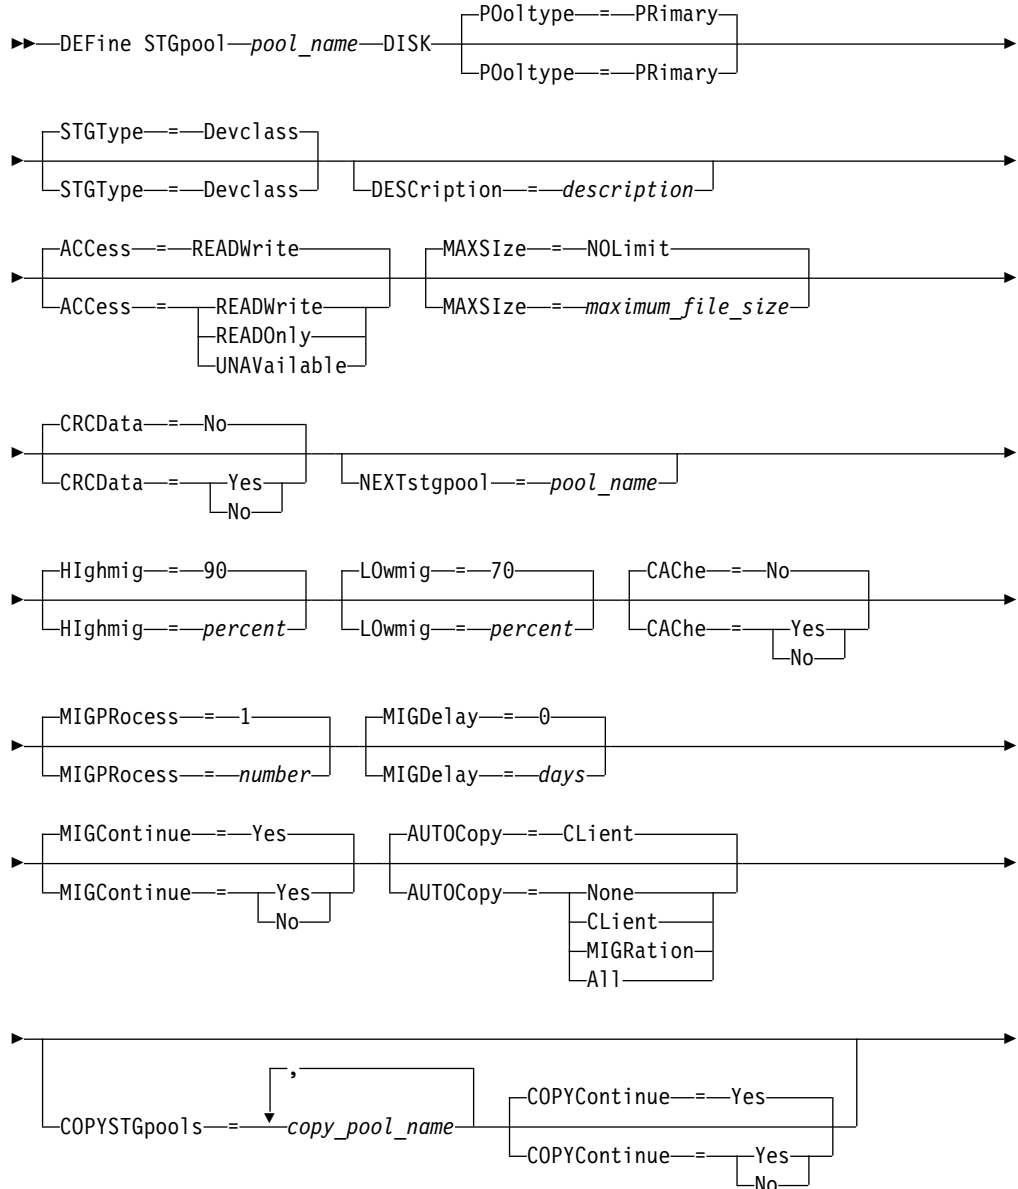 POoltype = PRimary
DEFine STGpool pool_name DISK
POoltype = PRimary
STGType = Devclass
STGType = Devclass
DESCription = description
ACCess = READWrite
MAXSIze = NOLimit
ACCess = READWrite
READOnly
UNAVailable
MAXSIze = maximum_file_size
CRCData = No
CRCData = Yes
No
NEXTstgpool = pool_name
HIghmig = 90
LOwmig = 70
CAChe = No
HIghmig = percent
LOwmig = percent
CAChe = Yes
No
MIGPRocess = 1
MIGDelay = 0
MIGPRocess = number
MIGDelay = days
MIGContinue = Yes
AUTOCopy = CLient
MIGContinue = Yes
No
AUTOCopy = None
CLient
MIGRation
All
,
COPYContinue = Yes
COPYSTGpools = copy_pool_name
COPYContinue = Yes
No